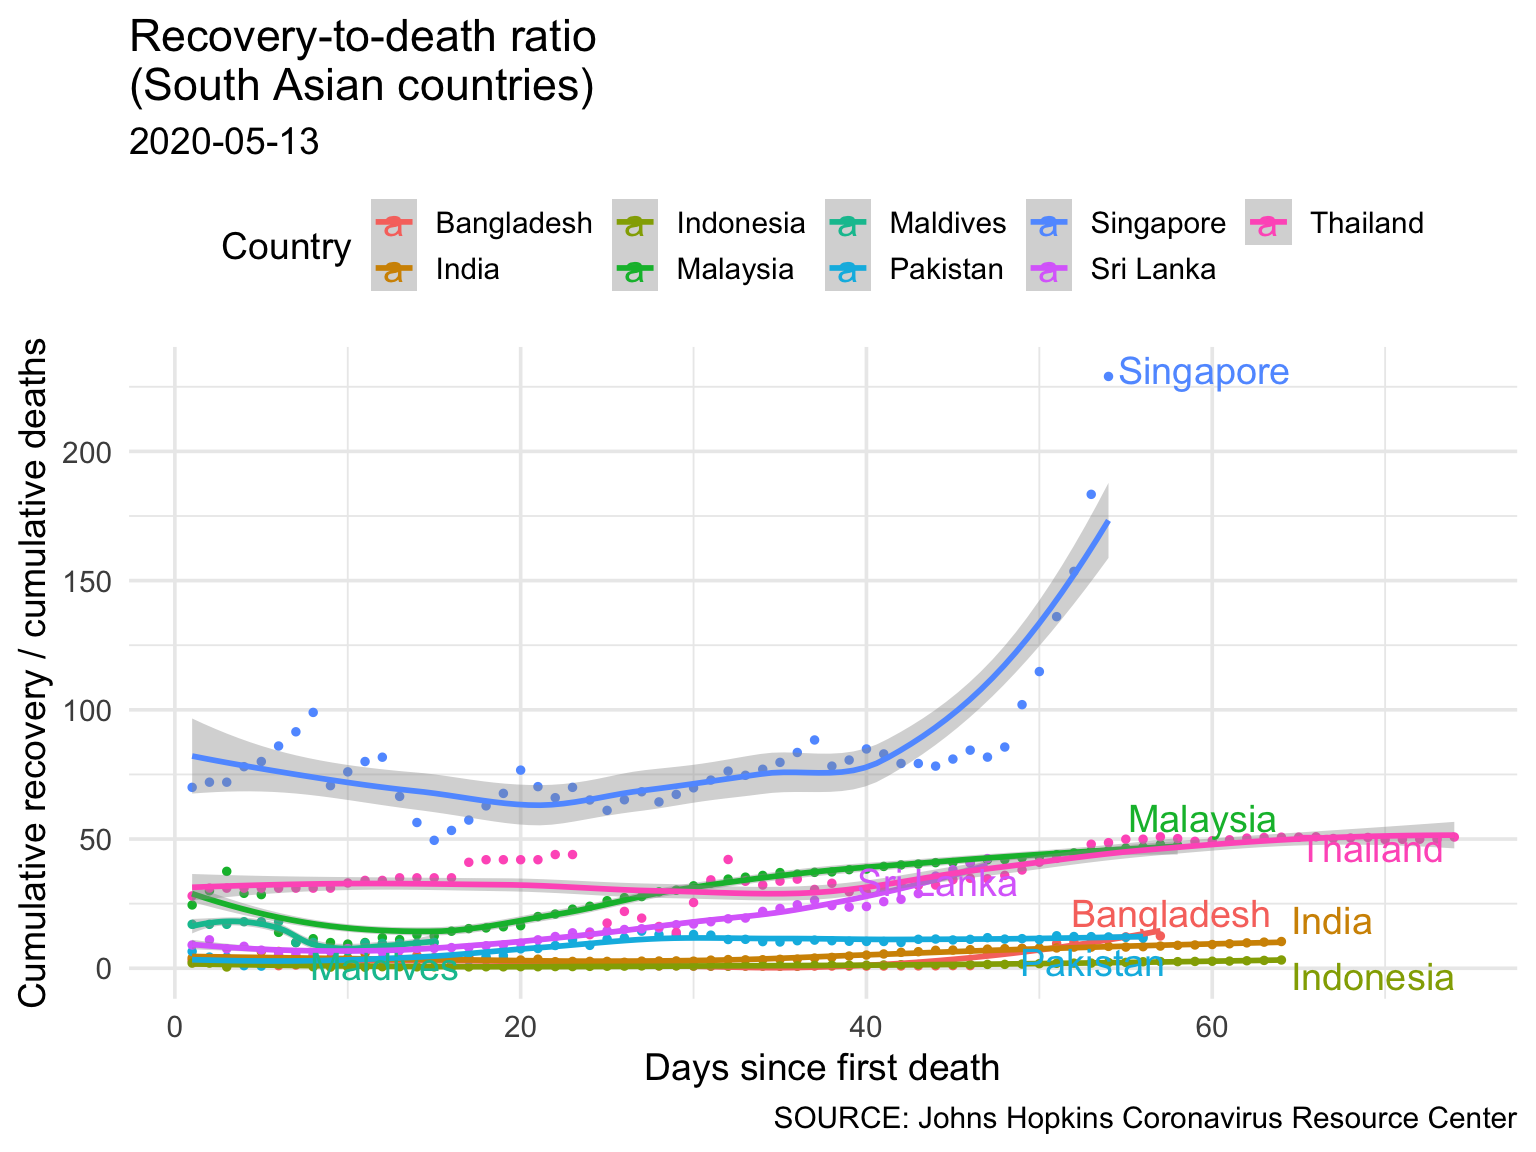 Recovery-to-death ratio
(South Asian countries)
2020-05-13
Country
a Bangladesh a Indonesia a Maldives a Singapore a Thailand
a India a Malaysia a Pakistan a Sri Lanka
Cumulative recovery / cumulative deaths
200
150
100
50
0
Singapore
Malaysia
Thailand
Sri Lanka
Bangladesh
India
Pakistan
Maldives
Indonesia
0 20 40 60
Days since first death
SOURCE: Johns Hopkins Coronavirus Resource Center